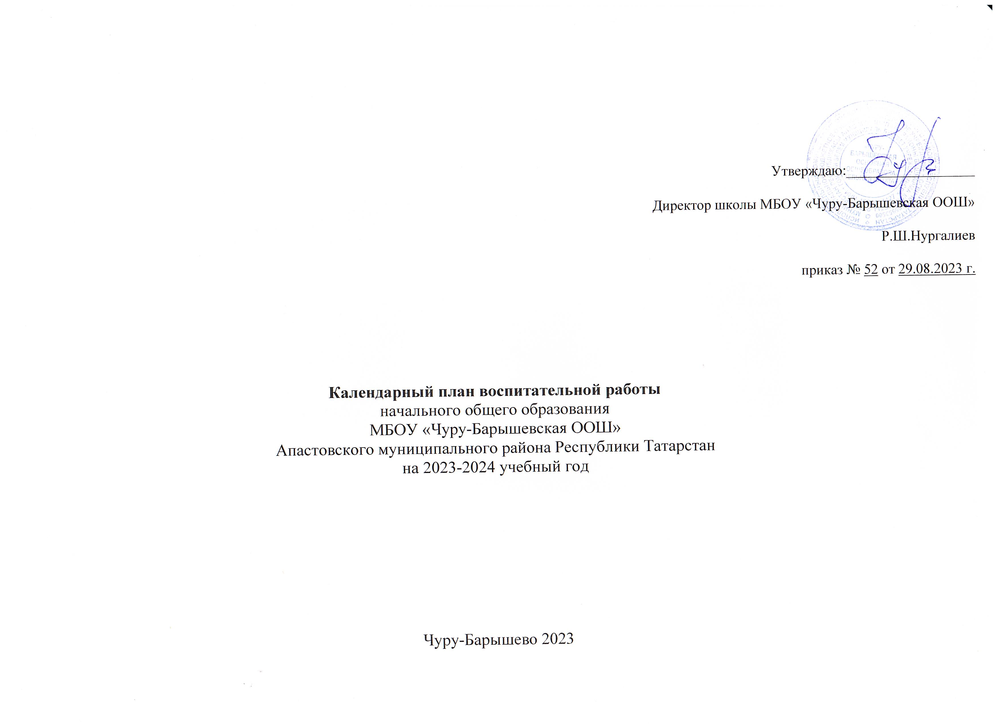 Утверждаю:__________________
Директор школы МБОУ «Чуру-Барышевская ООШ»
Р.Ш.Нургалиев
приказ № 52 от 29.08.2023 г.
Календарный план воспитательной работы
начального общего образования
МБОУ «Чуру-Барышевская ООШ»
Апастовского муниципального района Республики Татарстан
на 2023-2024 учебный год
Чуру-Барышево 2023